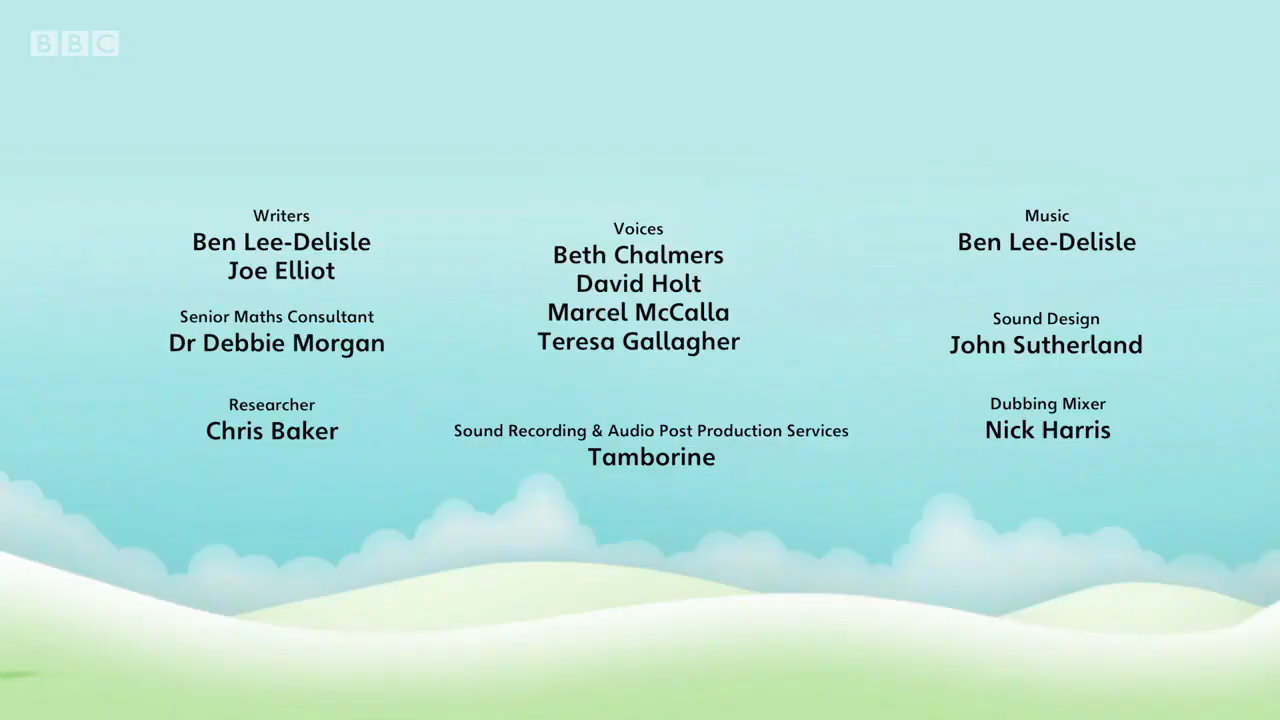 BBC
Writers
Ben Lee-Delisle
Joe Elliot
Senior Maths Consultant
Dr Debbie Morgan
Researcher
Chris Baker
Voices
Beth Chalmers
David Holt
Marcel McCalla
Teresa Gallagher
Sound Recording & Audio Post Production Services
Tamborine
Music
Ben Lee-Delisle
Sound Design
John Sutherland
Dubbing Mixer
Nick Harris